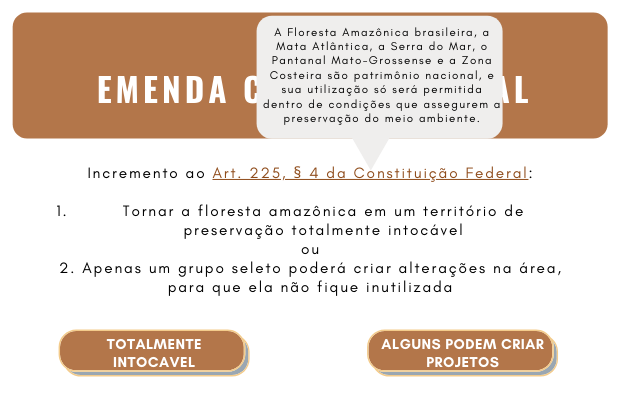 A Floresta Amazônica brasileira, a
Mata Atlântica, a Serra do Mar, o
Pantanal Mato-Grossense e a Zona
Costeira são patrimônio nacional, e
sua utilização só será permitida
dentro de condições que assegurem a
preservação do meio ambiente.
EMENDA C AL
Incremento ao Art. 225, § 4 da Constituição Federal:
1. Tornar a floresta amazônica em um território de
preservação totalmente intocável
ou
2. Apenas um grupo seleto poderá criar alterações na área,
para que ela não fique inutilizada
TOTALMENTE
INTOCAVEL
ALGUNS PODEM CRIAR
PROJETOS